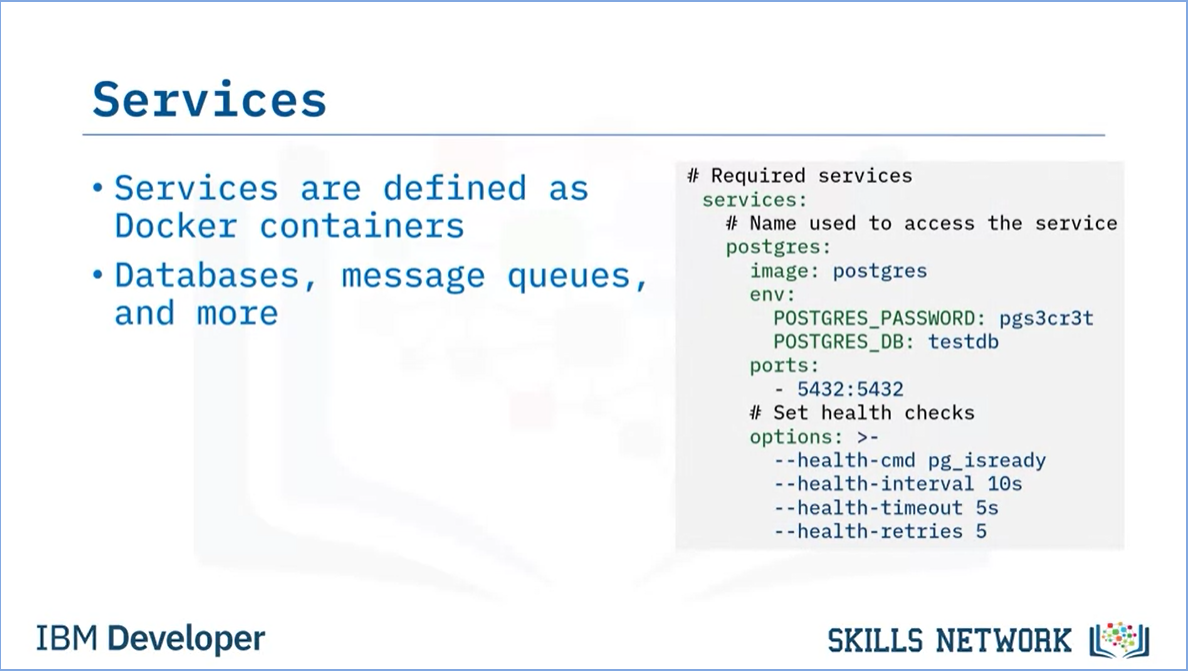 Services
• Services are defined as
Docker containers
• Databases, message queues,
and more
# Required services
services:
# Name used to access the service
postgres:
image: postgres
env:
POSTGRES_PASSWORD: pgs3cr3t
POSTGRES_DB: testdb
ports:
- 5432:5432
# Set health checks
options: >-
--health-cmd pg_isready
--health-interval 10s
--health-timeout 5s
--health-retries 5
IBM Developer
SKILLS NETWORK